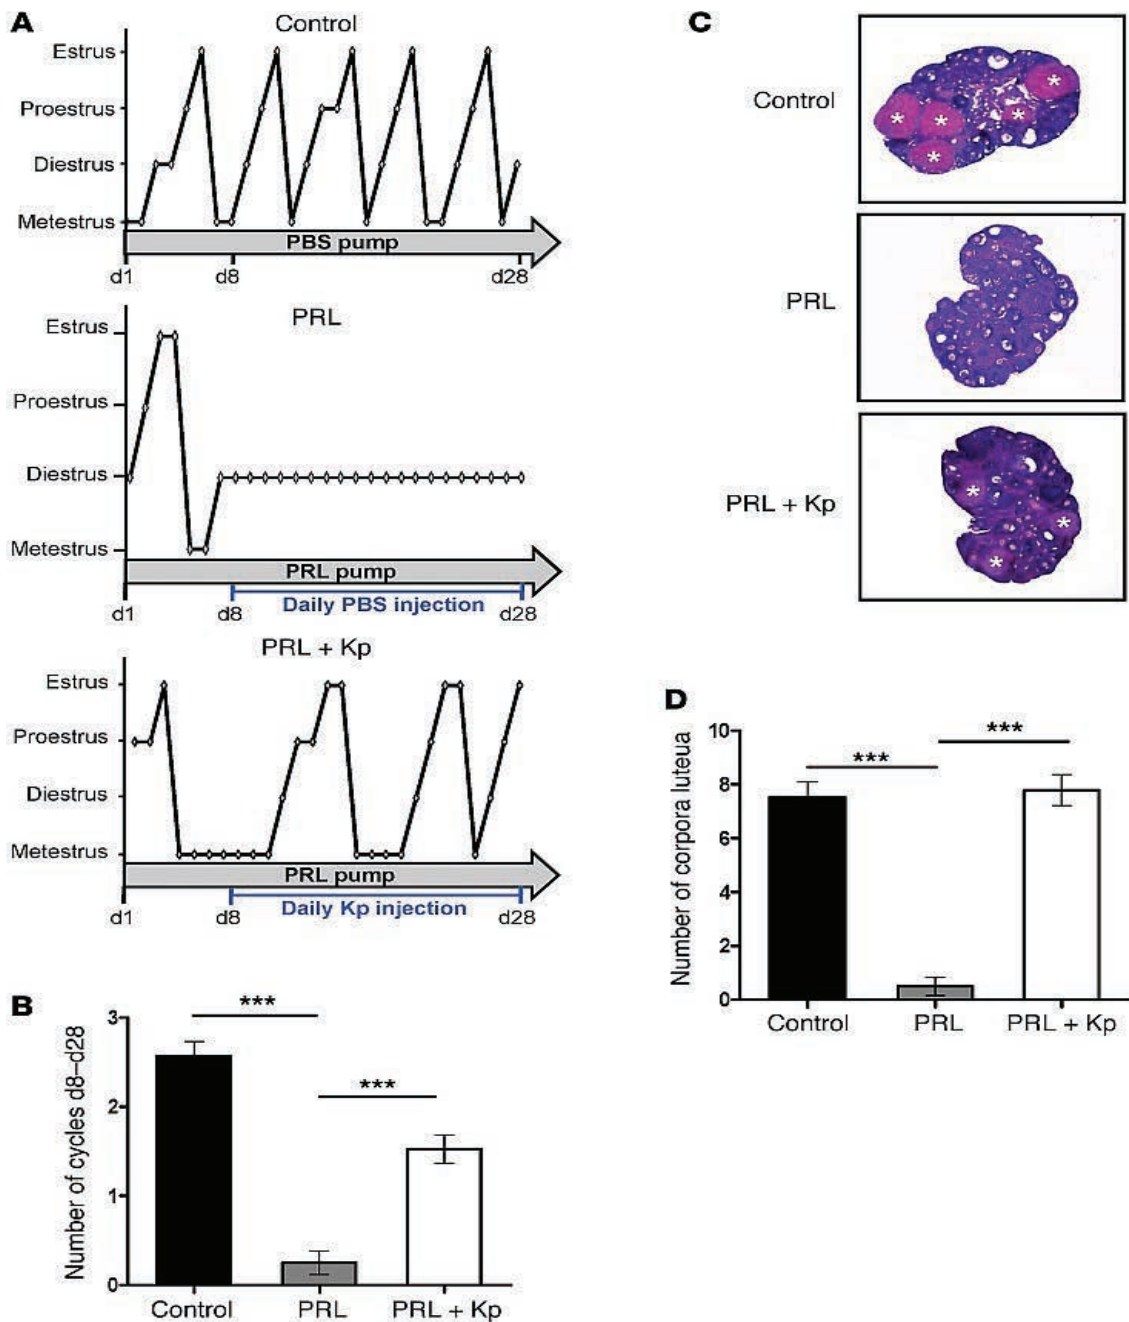 A
Control
Estrus
Proestrus
Diestrus
Metestrus
PBS pump
d1
d8
d28
PRL
Estrus
Proestrus
Diestrus
Metestrus
PRL pump
Daily PBS injection
d1
d8
d28
PRL + Kp
Estrus
Proestrus
Diestrus
Metestrus
PRL pump
Daily Kp injection
d1
d8
d28
B
Number of cycles d8–d28
3
2
1
0
***
***
Control
PRL
PRL + Kp
C
Control
* * * * *
PRL
PRL + Kp
* * *
D
Number of corpora luteua
10
8
6
4
2
0
***
***
Control
PRL
PRL + Kp